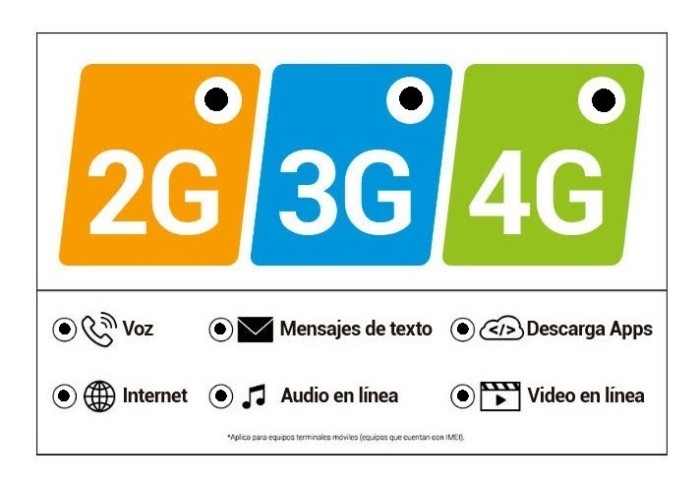 2G 3G 4G
Voz Mensajes de texto </> Descarga Apps
Internet Audio en línea Video en línea
*Aplica para equipos terminales móviles (equipos que cuentan con IMEI).